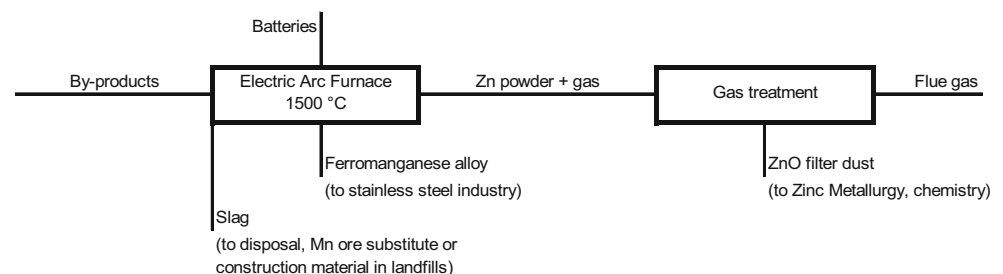 Batteries
By-products
Electric Arc Furnace
1500 °C
Zn powder + gas
Gas treatment
Flue gas
Ferromanganese alloy
(to stainless steel industry)
ZnO filter dust
(to Zinc Metallurgy, chemistry)
Slag
(to disposal, Mn ore substitute or
construction material in landfills)